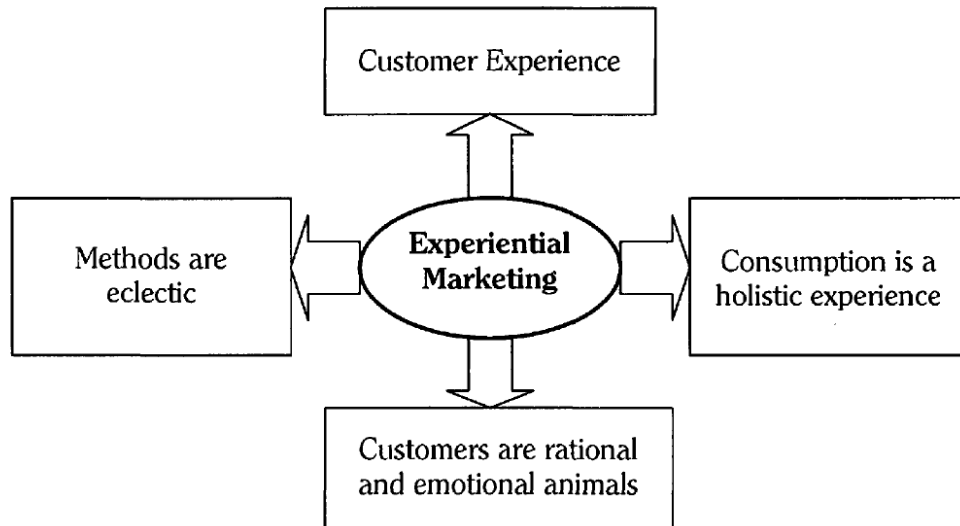 Customer Experience
Methods are
eclectic
Experiential
Marketing
Consumption is a
holistic experience
Customers are rational
and emotional animals